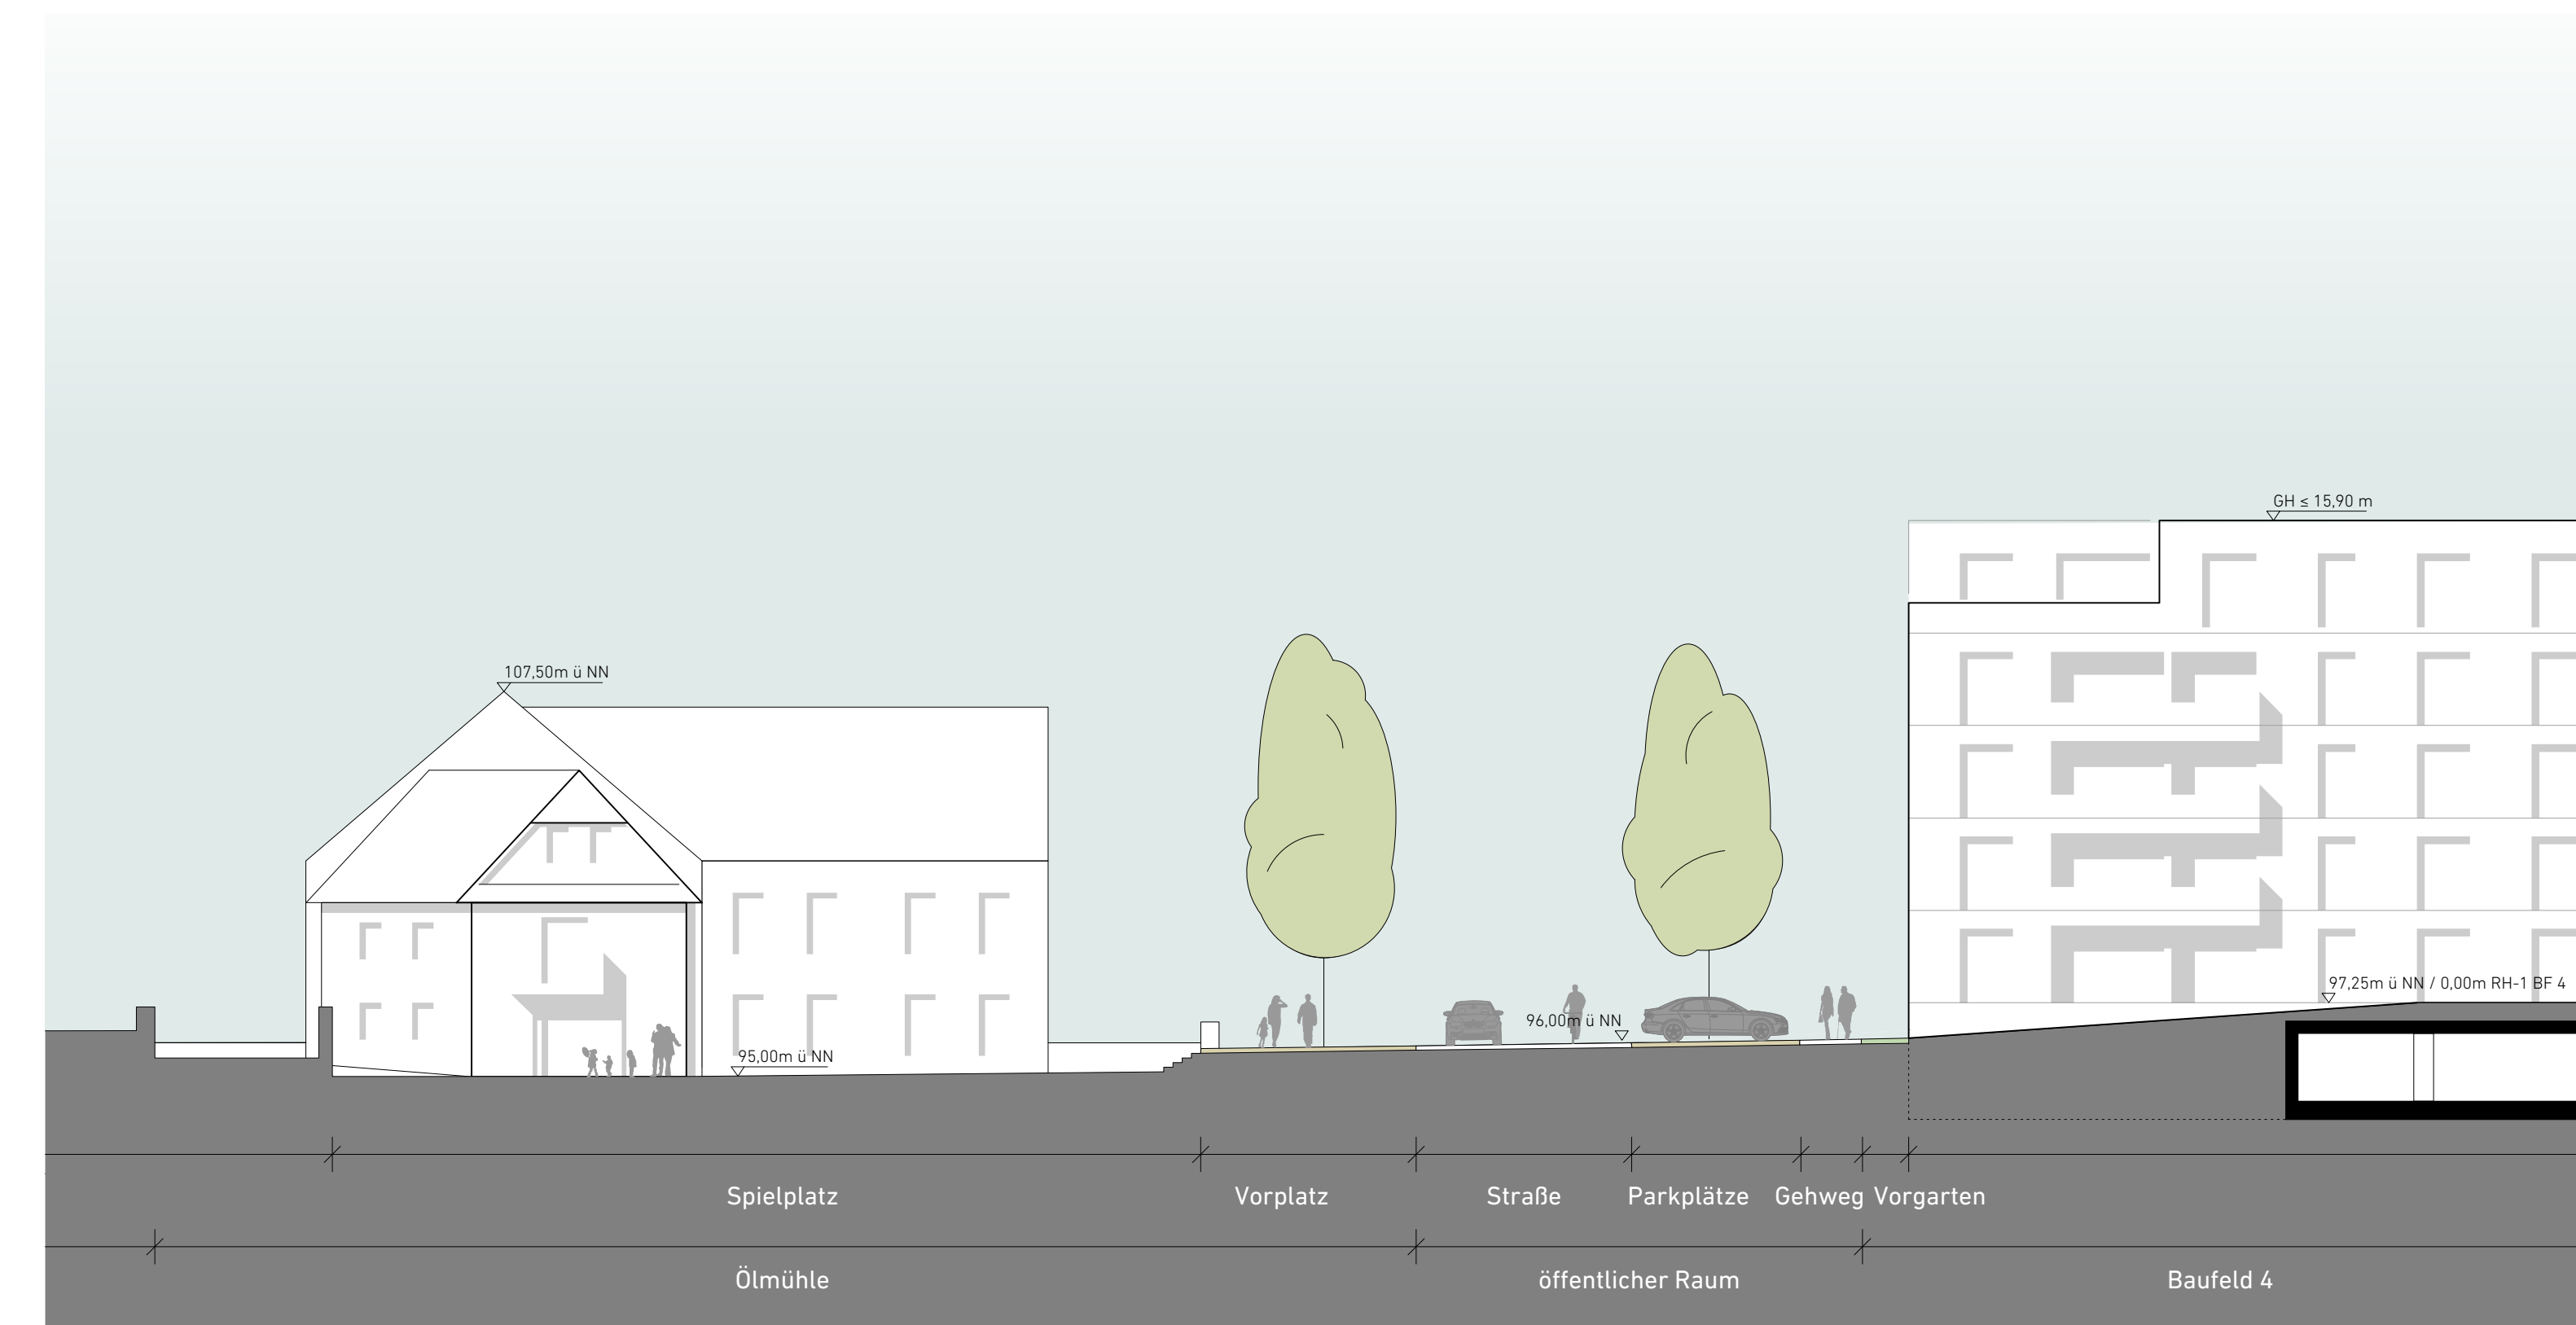 GH ≤ 15,90 m
107,50m ü NN
97,25m ü NN / 0,00m RH-1 BF 4
96,00m ü NN
95,00m ü NN
Spielplatz Vorplatz Straße Parkplätze Gehweg Vorgarten
Ölmühle öffentlicher Raum Baufeld 4